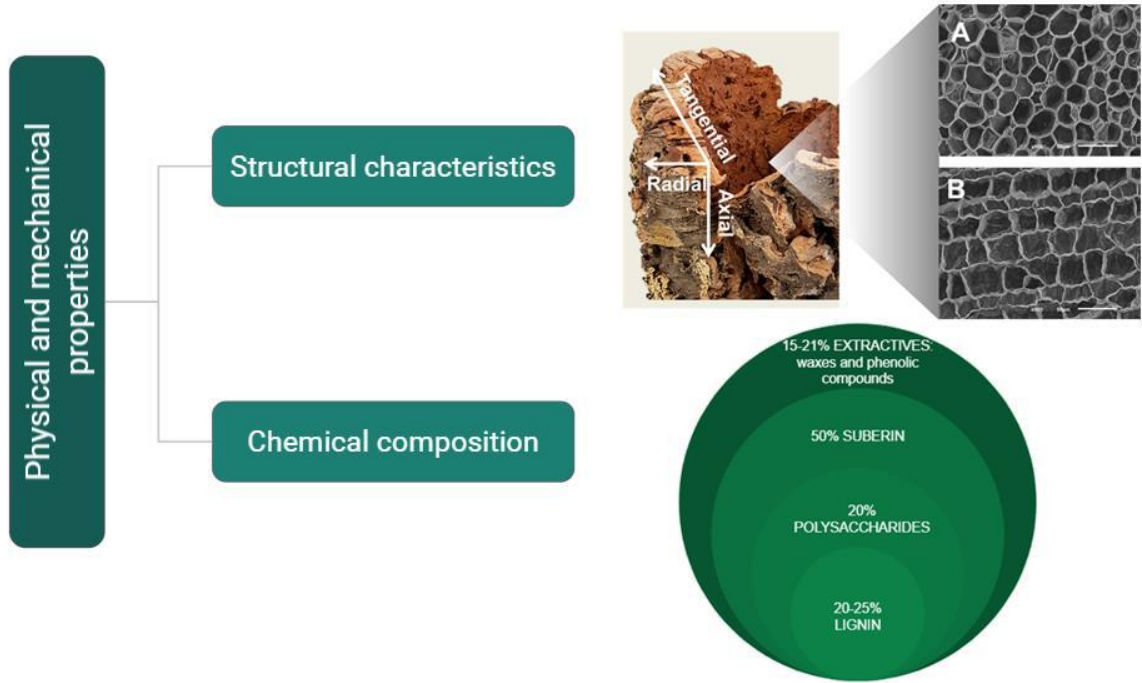 Physical and mechanical
properties
Structural characteristics
Chemical composition
Tangential
Radial
Axial
A
B
15-21% EXTRACTIVES:
waxes and phenolic
compounds
50% SUBERIN
20%
POLYSACCHARIDES
20-25%
LIGNIN